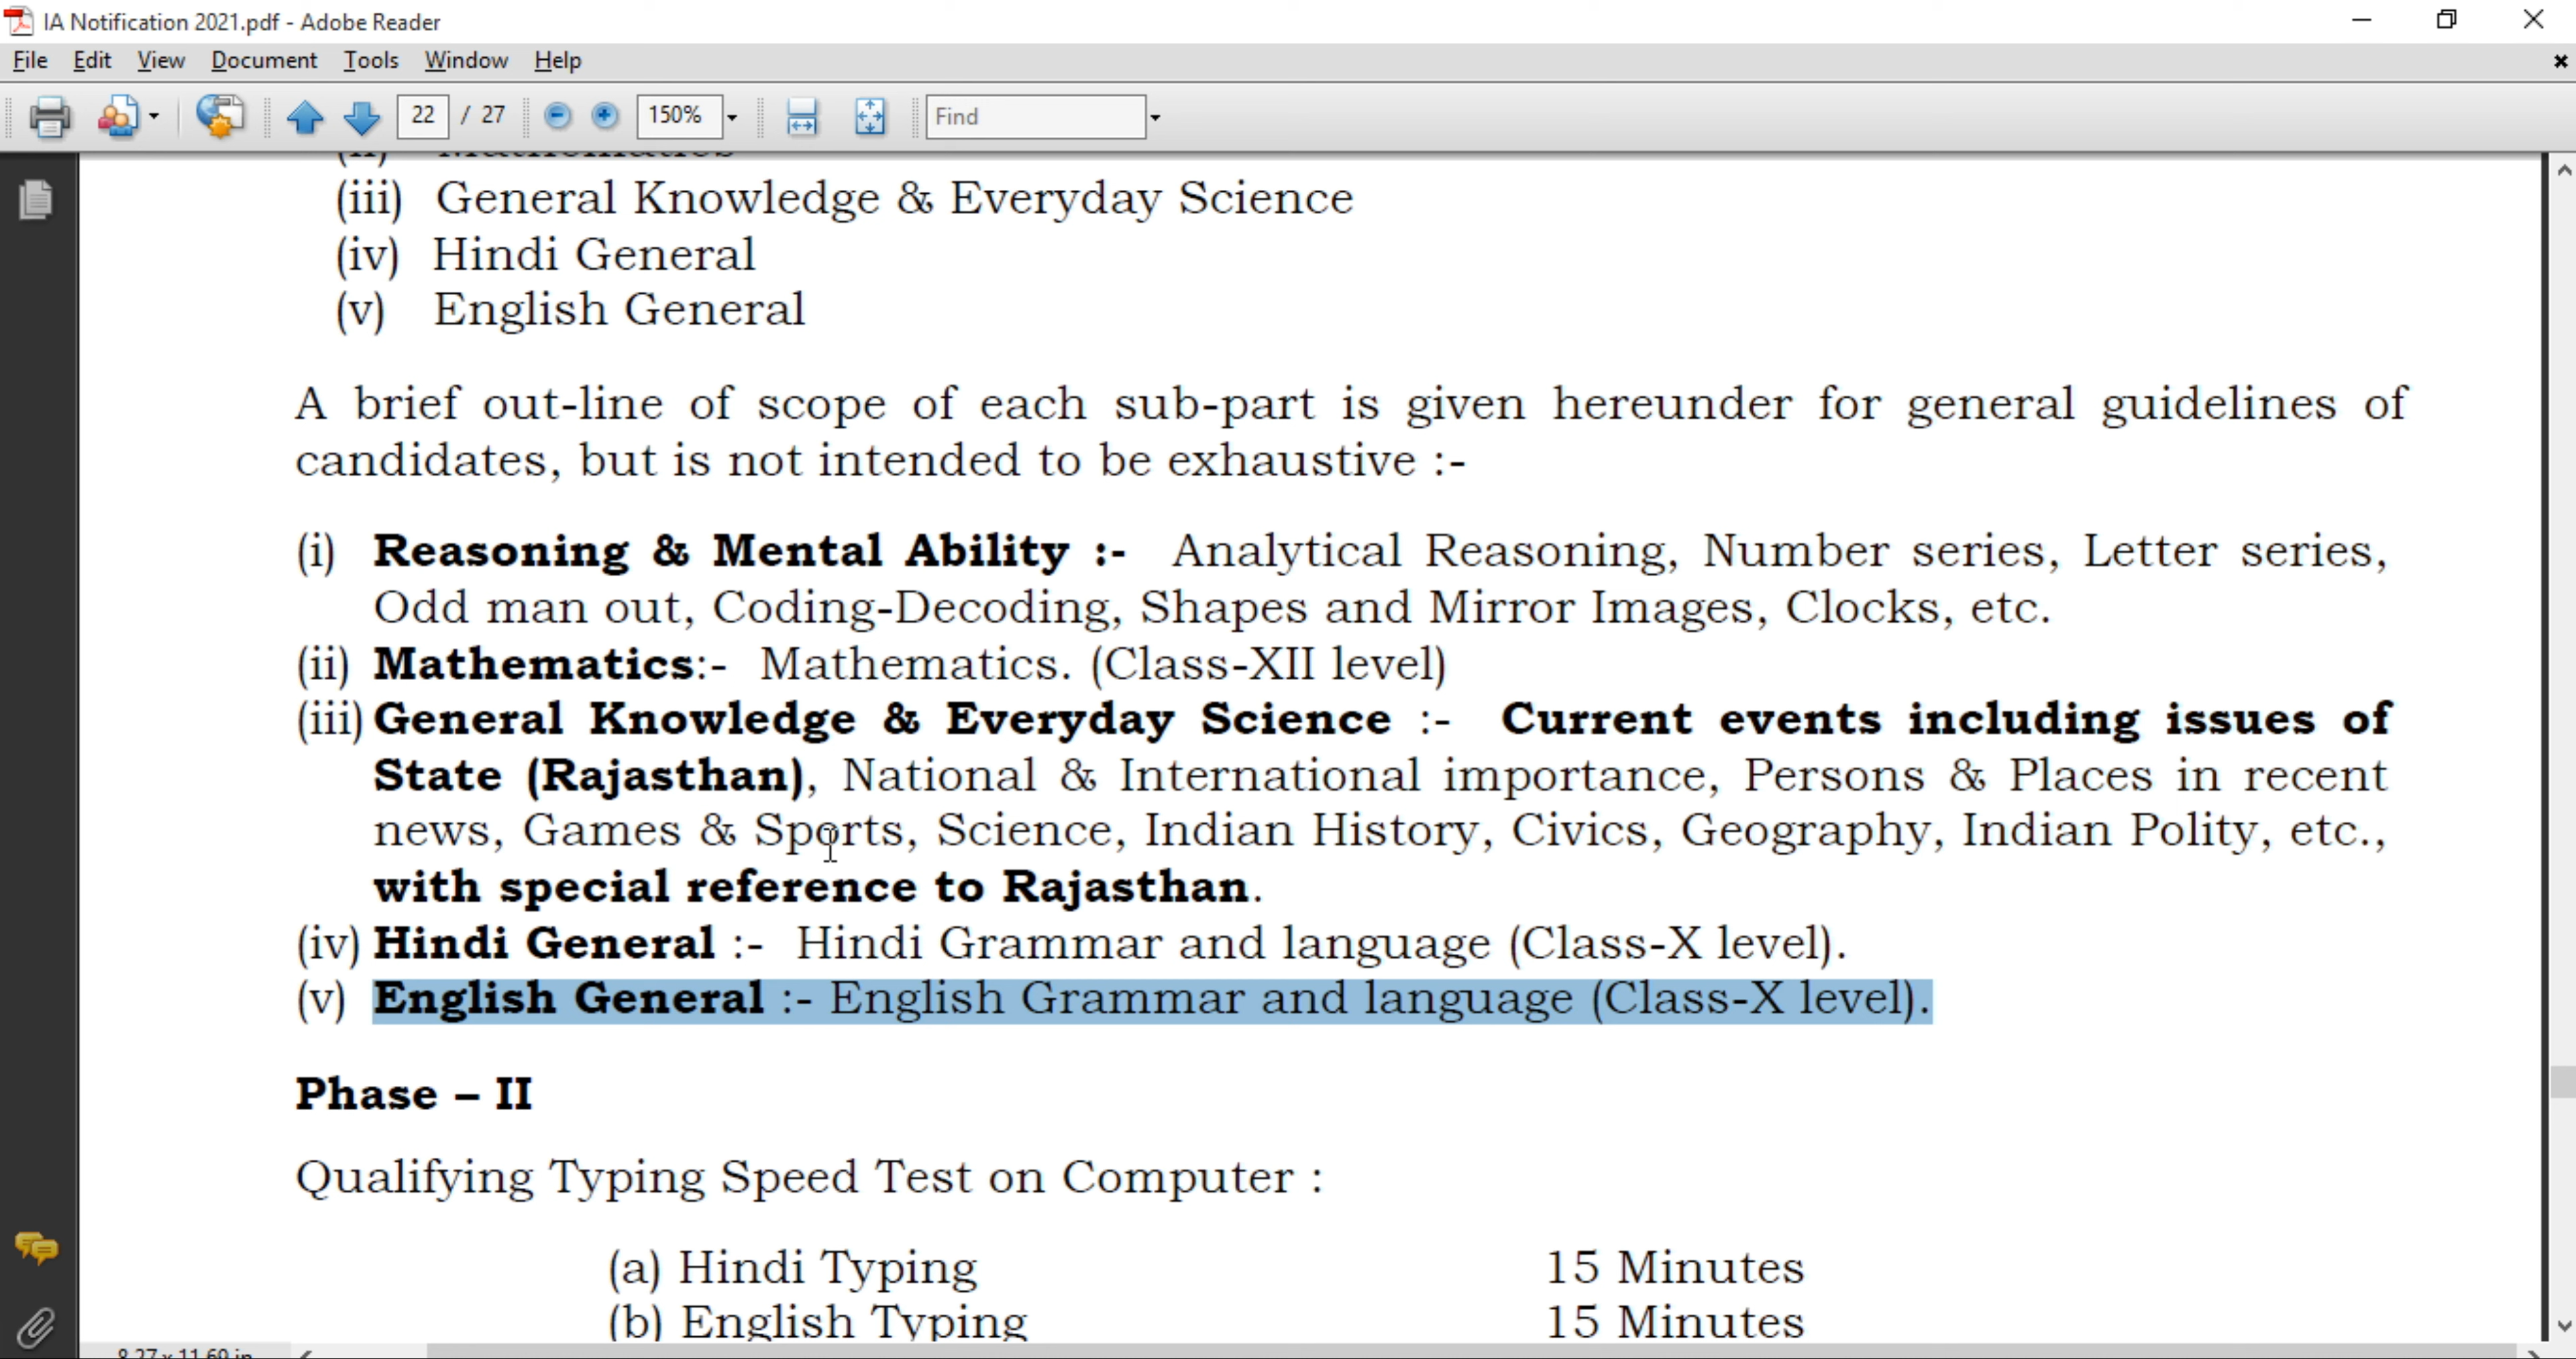 IA Notification 2021.pdf - Adobe Reader
File Edit View Document Tools Window Help
22 / 27 150% Find
(ii) Mathematics
(iii) General Knowledge & Everyday Science
(iv) Hindi General
(v) English General
A brief out-line of scope of each sub-part is given hereunder for general guidelines of
candidates, but is not intended to be exhaustive :-
(i) Reasoning & Mental Ability :- Analytical Reasoning, Number series, Letter series,
Odd man out, Coding-Decoding, Shapes and Mirror Images, Clocks, etc.
(ii) Mathematics:- Mathematics. (Class-XII level)
(iii) General Knowledge & Everyday Science :- Current events including issues of
State (Rajasthan), National & International importance, Persons & Places in recent
news, Games & Sports, Science, Indian History, Civics, Geography, Indian Polity, etc.,
with special reference to Rajasthan.
(iv) Hindi General :- Hindi Grammar and language (Class-X level).
(v) English General :- English Grammar and language (Class-X level).
Phase – II
Qualifying Typing Speed Test on Computer :
(a) Hindi Typing 15 Minutes
(b) English Typing 15 Minutes
8.27 x 11.69 in